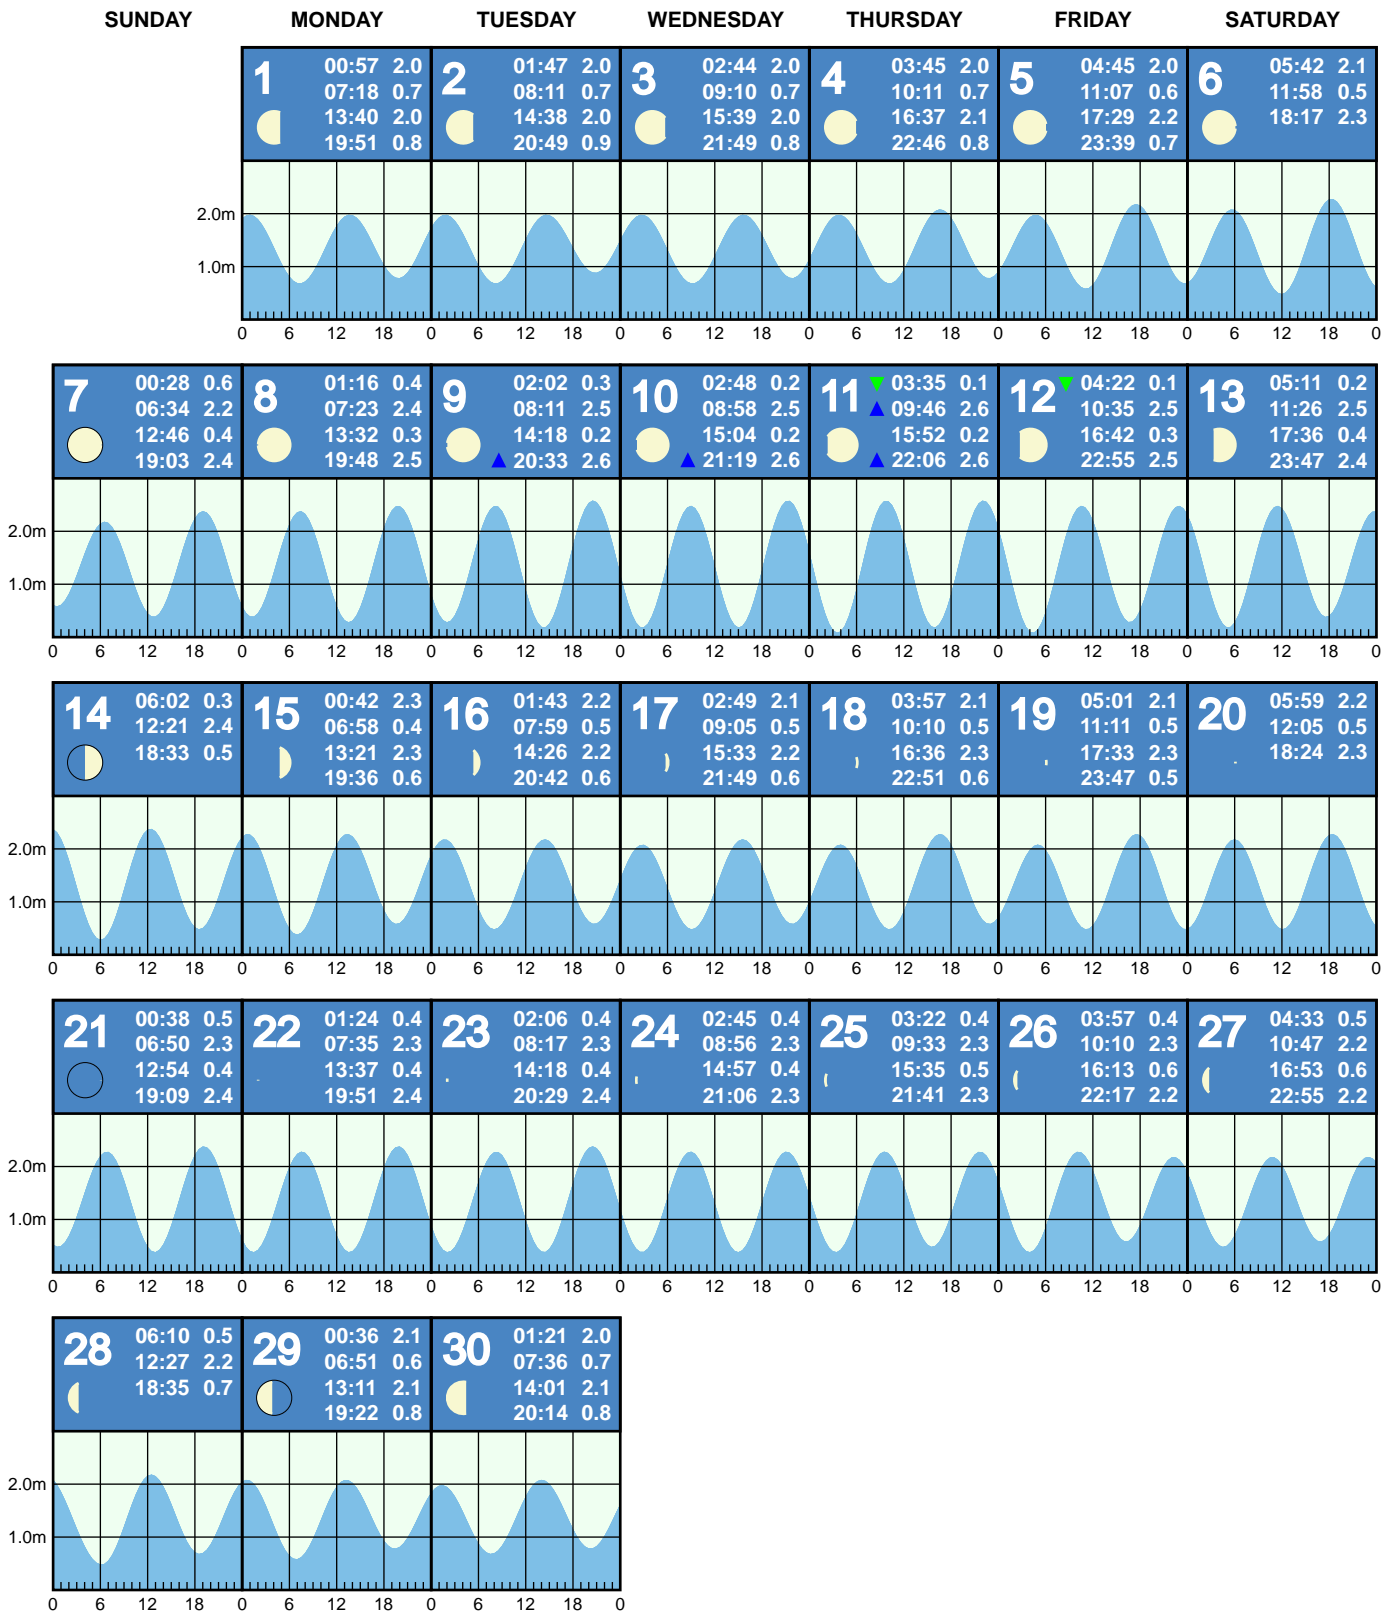 SUNDAY MONDAY TUESDAY WEDNESDAY THURSDAY FRIDAY SATURDAY
1 00:57 2.0
07:18 0.7
13:40 2.0
19:51 0.8
2 01:47 2.0
08:11 0.7
14:38 2.0
20:49 0.9
3 02:44 2.0
09:10 0.7
15:39 2.0
21:49 0.8
4 03:45 2.0
10:11 0.7
16:37 2.1
22:46 0.8
5 04:45 2.0
11:07 0.6
17:29 2.2
23:39 0.7
6 05:42 2.1
11:58 0.5
18:17 2.3
2.0m
1.0m
0 6 12 18 0 6 12 18 0 6 12 18 0 6 12 18 0 6 12 18 0 6 12 18 0
7 00:28 0.6
06:34 2.2
12:46 0.4
19:03 2.4
8 01:16 0.4
07:23 2.4
13:32 0.3
19:48 2.5
9 02:02 0.3
08:11 2.5
14:18 0.2
20:33 2.6
10 02:48 0.2
08:58 2.5
15:04 0.2
21:19 2.6
11 03:35 0.1
09:46 2.6
15:52 0.2
22:06 2.6
12 04:22 0.1
10:35 2.5
16:42 0.3
22:55 2.5
13 05:11 0.2
11:26 2.5
17:36 0.4
23:47 2.4
2.0m
1.0m
0 6 12 18 0 6 12 18 0 6 12 18 0 6 12 18 0 6 12 18 0 6 12 18 0 6 12 18 0
14 06:02 0.3
12:21 2.4
18:33 0.5
15 00:42 2.3
06:58 0.4
13:21 2.3
19:36 0.6
16 01:43 2.2
07:59 0.5
14:26 2.2
20:42 0.6
17 02:49 2.1
09:05 0.5
15:33 2.2
21:49 0.6
18 03:57 2.1
10:10 0.5
16:36 2.3
22:51 0.6
19 05:01 2.1
11:11 0.5
17:33 2.3
23:47 0.5
20 05:59 2.2
12:05 0.5
18:24 2.3
2.0m
1.0m
0 6 12 18 0 6 12 18 0 6 12 18 0 6 12 18 0 6 12 18 0 6 12 18 0 6 12 18 0
21 00:38 0.5
06:50 2.3
12:54 0.4
19:09 2.4
22 01:24 0.4
07:35 2.3
13:37 0.4
19:51 2.4
23 02:06 0.4
08:17 2.3
14:18 0.4
20:29 2.4
24 02:45 0.4
08:56 2.3
14:57 0.4
21:06 2.3
25 03:22 0.4
09:33 2.3
15:35 0.5
21:41 2.3
26 03:57 0.4
10:10 2.3
16:13 0.6
22:17 2.2
27 04:33 0.5
10:47 2.2
16:53 0.6
22:55 2.2
2.0m
1.0m
0 6 12 18 0 6 12 18 0 6 12 18 0 6 12 18 0 6 12 18 0 6 12 18 0 6 12 18 0
28 06:10 0.5
12:27 2.2
18:35 0.7
29 00:36 2.1
06:51 0.6
13:11 2.1
19:22 0.8
30 01:21 2.0
07:36 0.7
14:01 2.1
20:14 0.8
2.0m
1.0m
0 6 12 18 0 6 12 18 0 6 12 18 0